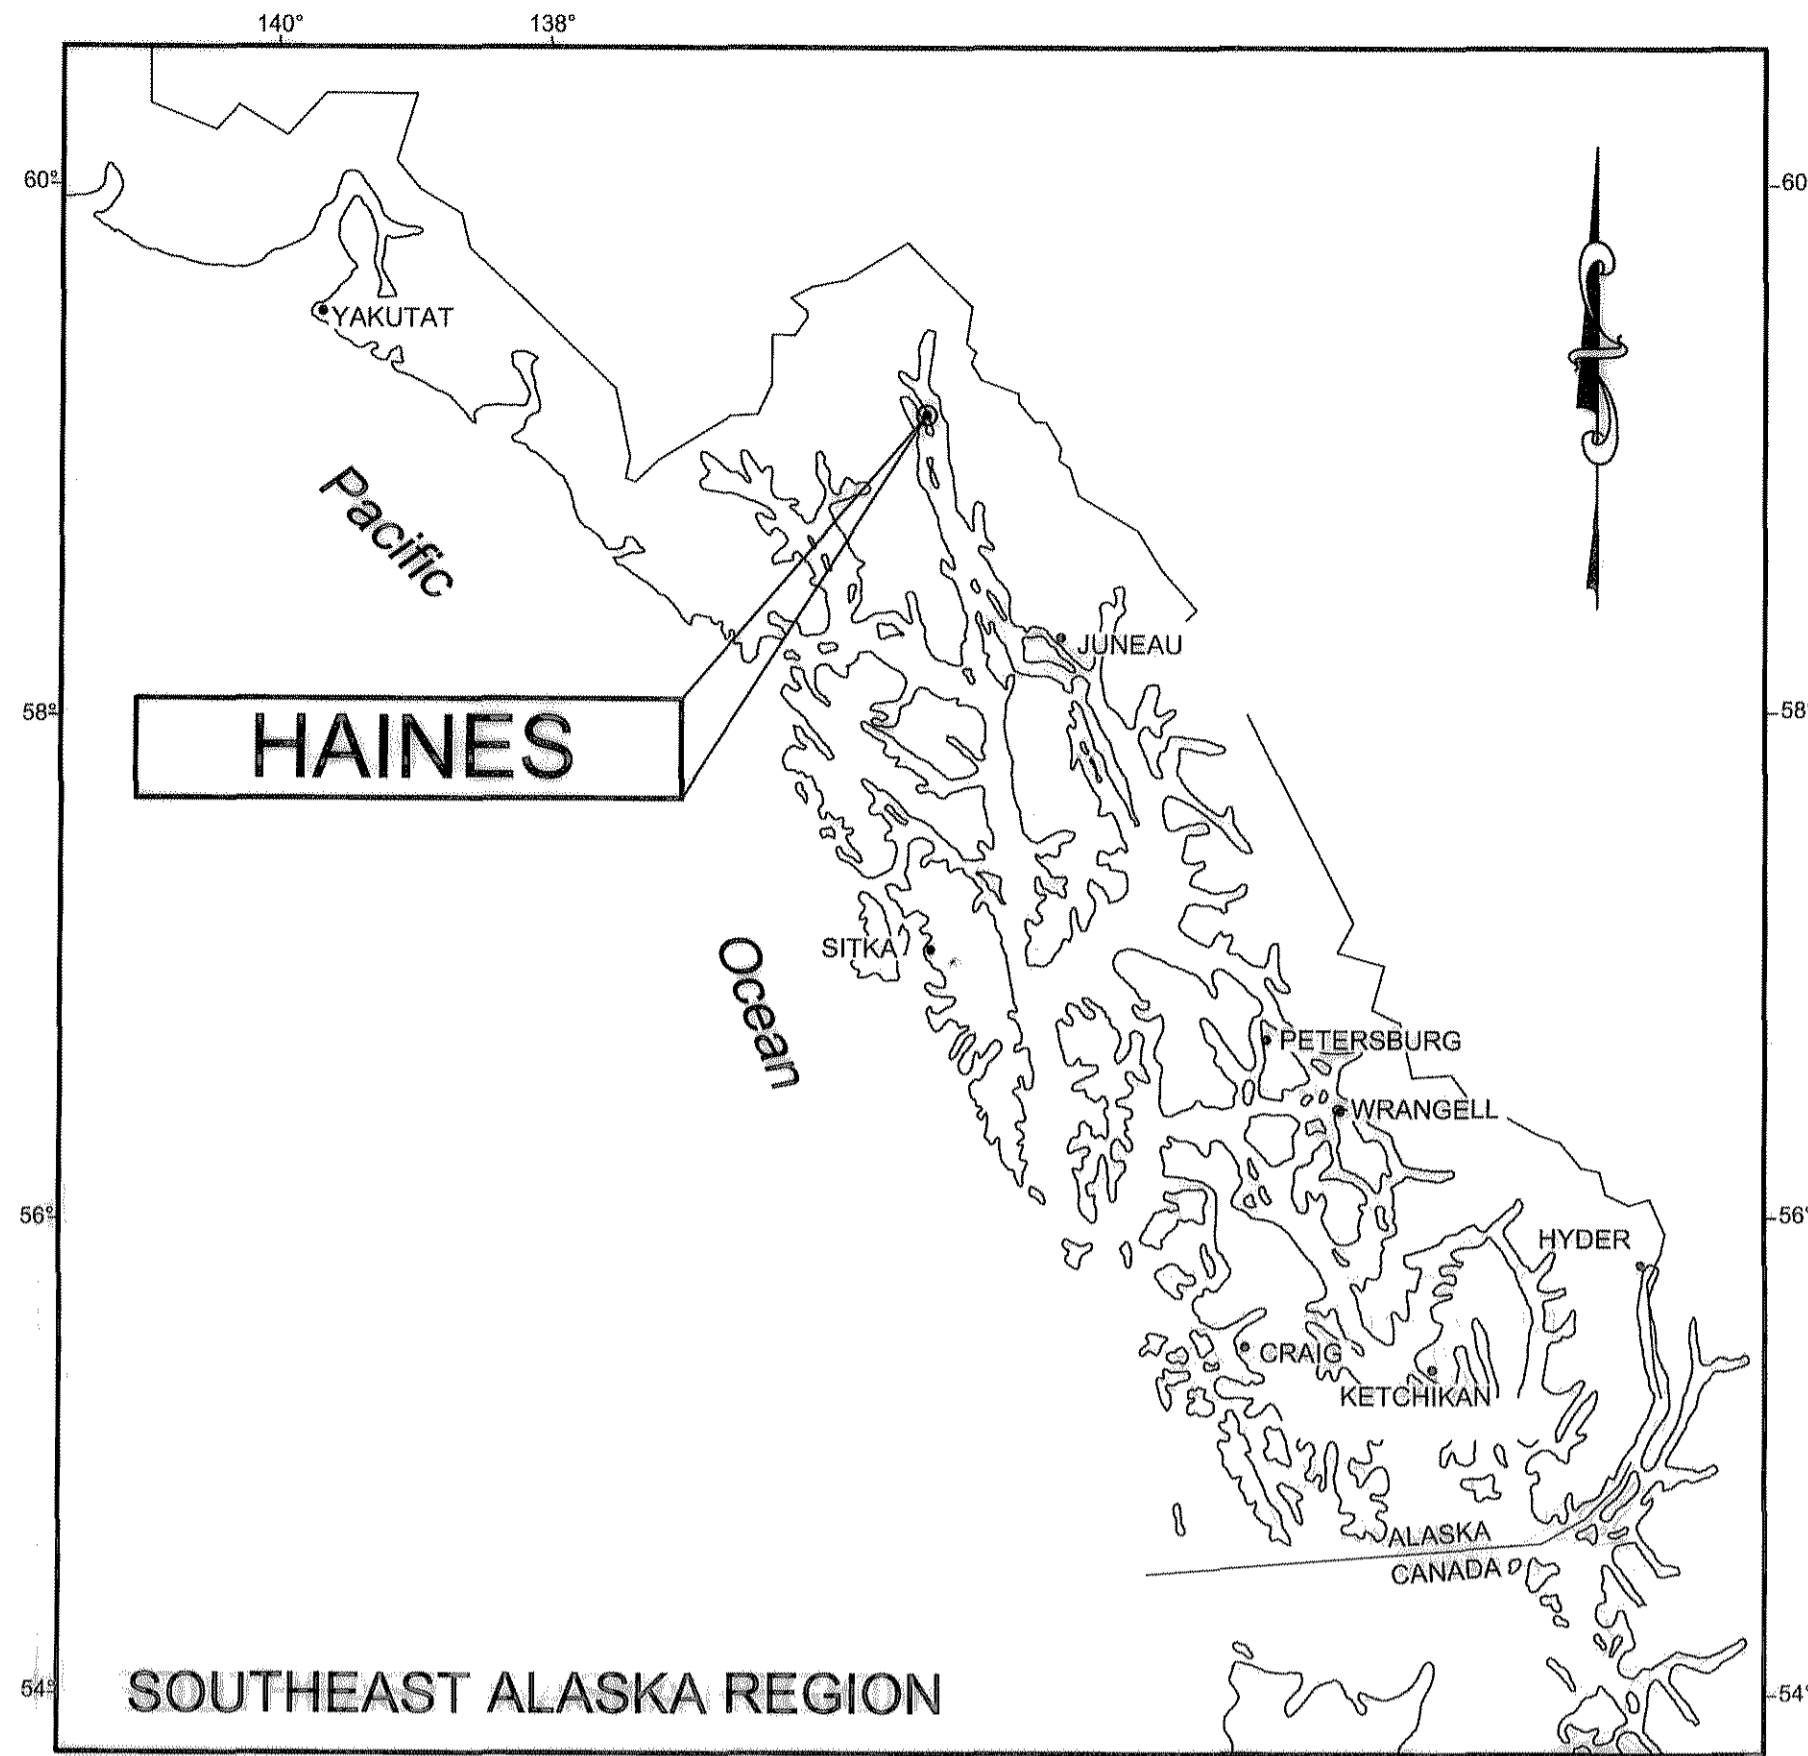 140° 138°
60° 60
YAKUTAT
Pacific
JUNEAU
58° 58°
HAINES
SITKA
Ocean
PETERSBURG
WRANGELL
56° 56°
HYDER
CRAIG
KETCHIKAN
ALASKA
CANADA
54° 54°
SOUTHEAST ALASKA REGION